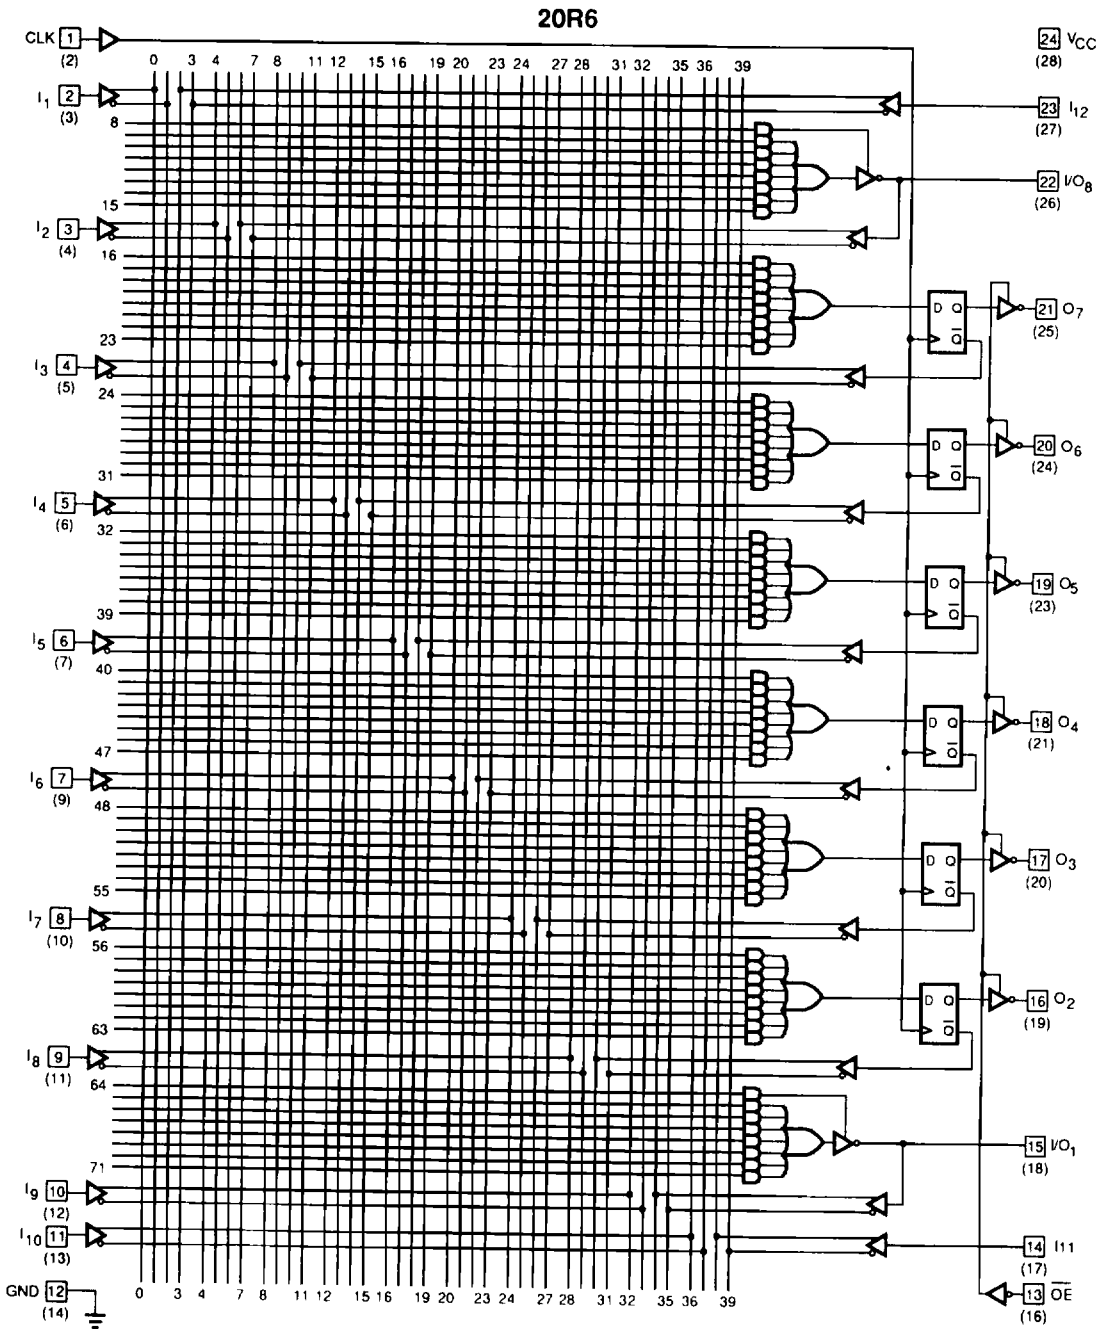 20R6
CLK 1 (2)
24 VCC (28)
0 3 4 7 8 11 12 15 16 19 20 23 24 27 28 31 32 35 36 39
I1 2 (3)
23 I12 (27)
8
22 I/O8 (26)
15
I2 3 (4)
16
D Q Q
21 O7 (25)
23
I3 4 (5)
24
D Q Q
20 O6 (24)
31
I4 5 (6)
32
D Q Q
19 O5 (23)
39
I5 6 (7)
40
D Q Q
18 O4 (21)
47
I6 7 (9)
48
D Q Q
17 O3 (20)
55
I7 8 (10)
56
D Q Q
16 O2 (19)
63
I8 9 (11)
64
15 I/O1 (18)
71
I9 10 (12)
I10 11 (13)
14 I11 (17)
GND 12 (14)
0 3 4 7 8 11 12 15 16 19 20 23 24 27 28 31 32 35 36 39
13 OE (16)